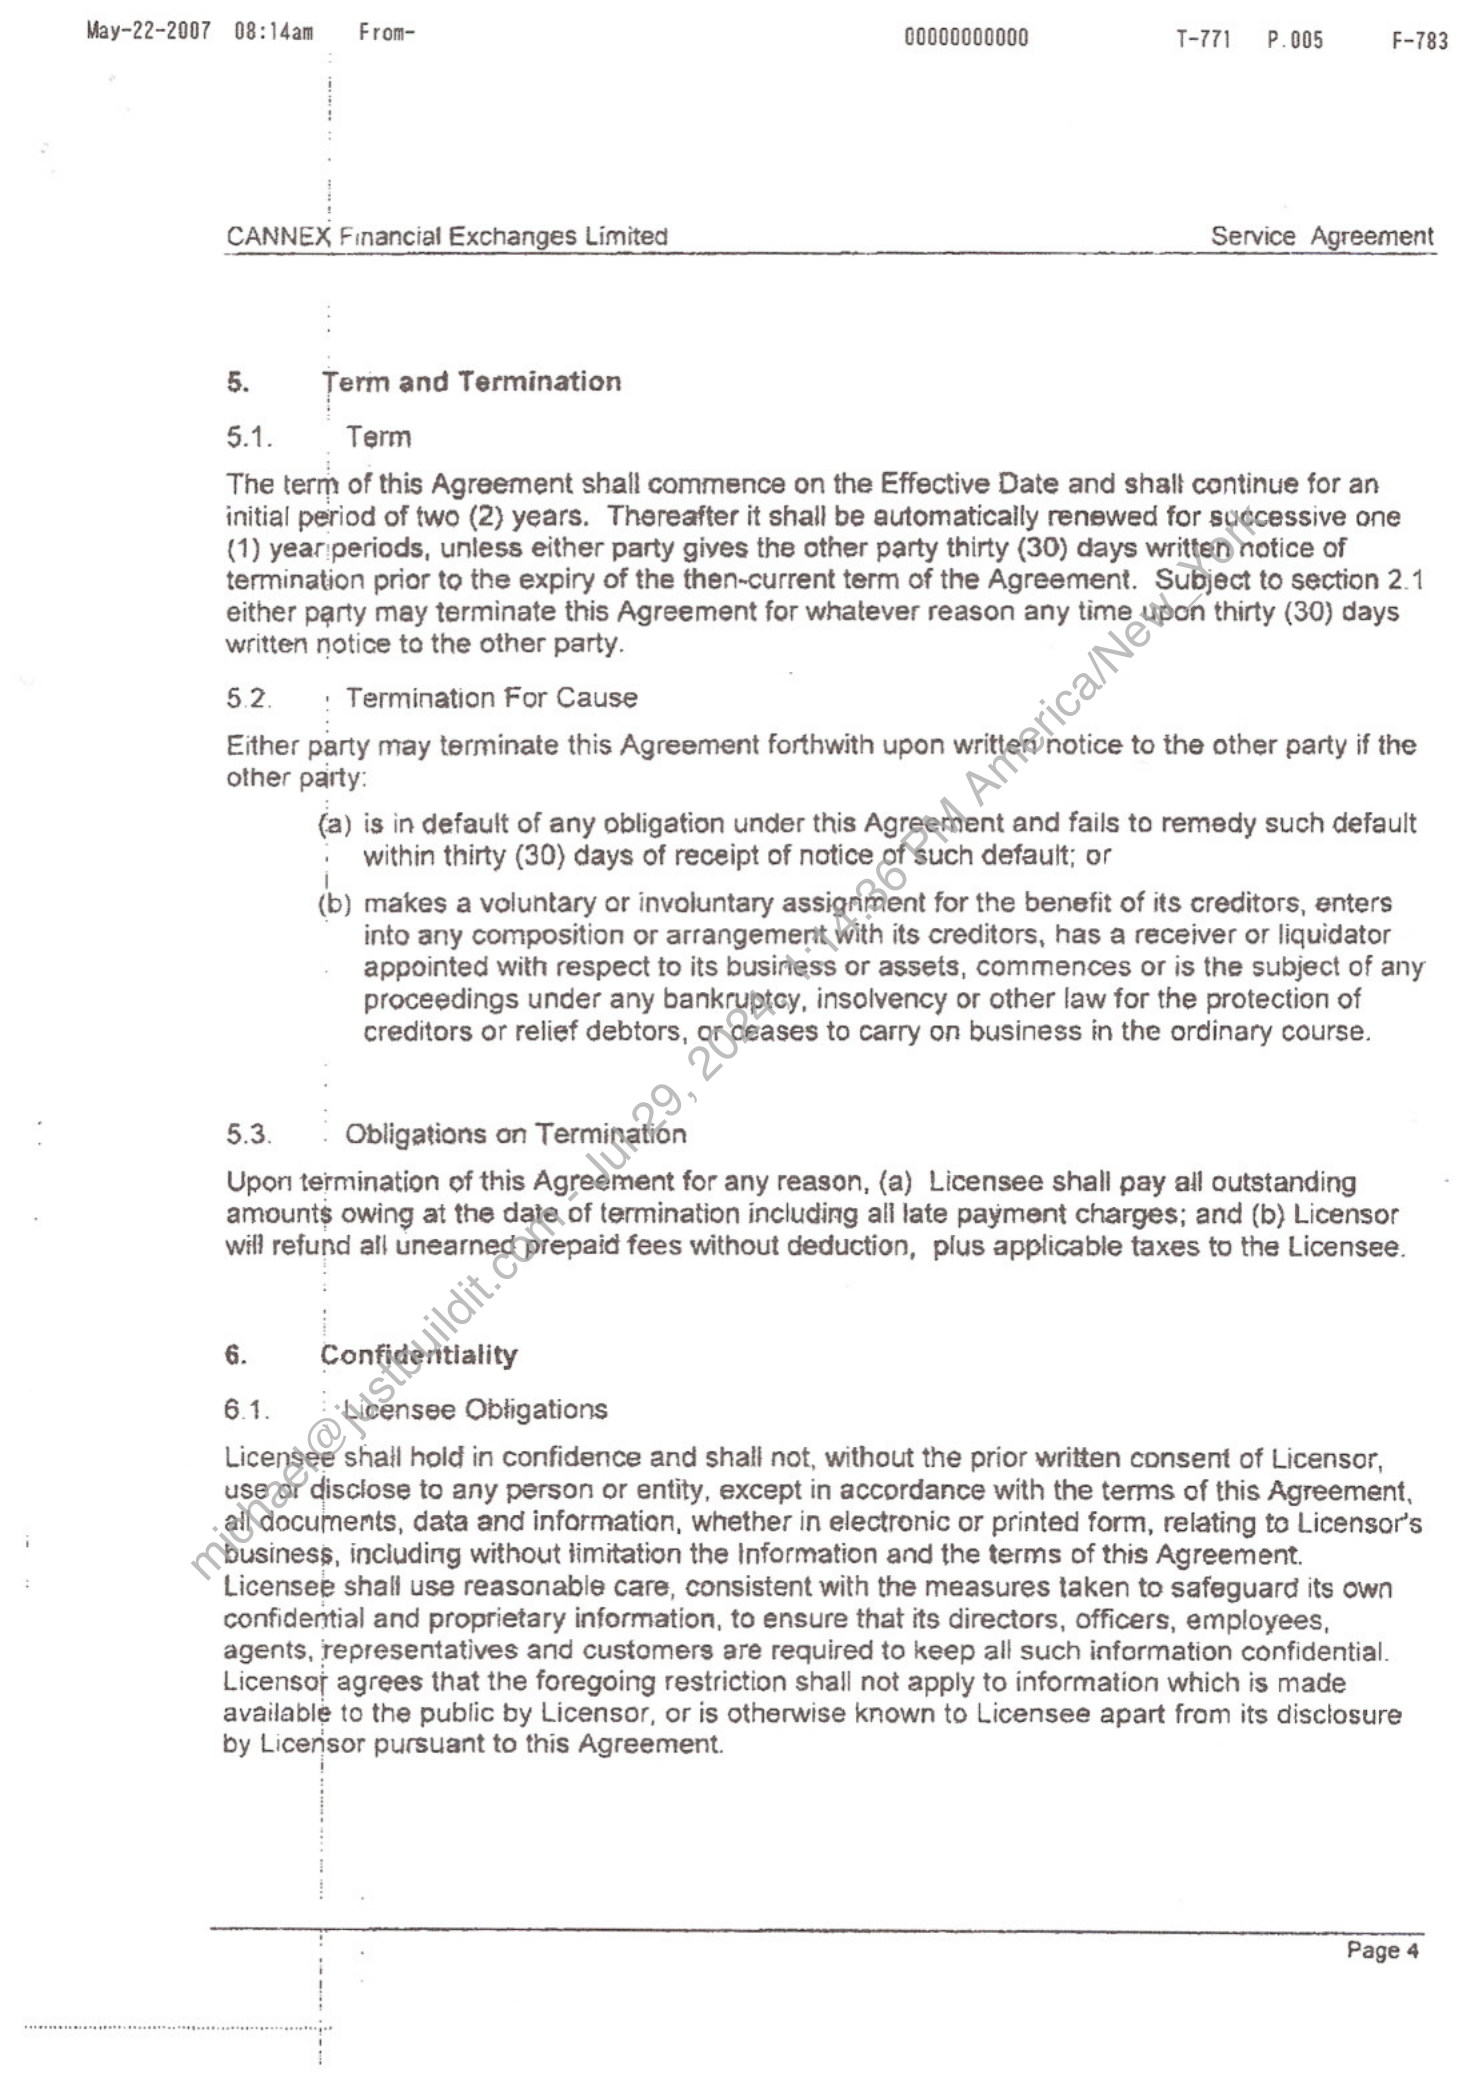 May-22-2007 08:14am From- 00000000000 T-771 P.005 F-783
CANNEX Financial Exchanges Limited Service Agreement
5. Term and Termination
5.1. Term
The term of this Agreement shall commence on the Effective Date and shall continue for an
initial period of two (2) years. Thereafter it shall be automatically renewed for successive one
(1) year periods, unless either party gives the other party thirty (30) days written notice of
termination prior to the expiry of the then-current term of the Agreement. Subject to section 2.1
either party may terminate this Agreement for whatever reason any time upon thirty (30) days
written notice to the other party.
5.2. Termination For Cause
Either party may terminate this Agreement forthwith upon written notice to the other party if the
other party:
(a) is in default of any obligation under this Agreement and fails to remedy such default
within thirty (30) days of receipt of notice of such default; or
(b) makes a voluntary or involuntary assignment for the benefit of its creditors, enters
into any composition or arrangement with its creditors, has a receiver or liquidator
appointed with respect to its business or assets, commences or is the subject of any
proceedings under any bankruptcy, insolvency or other law for the protection of
creditors or relief debtors, or ceases to carry on business in the ordinary course.
5.3. Obligations on Termination
Upon termination of this Agreement for any reason, (a) Licensee shall pay all outstanding
amounts owing at the date of termination including all late payment charges; and (b) Licensor
will refund all unearned prepaid fees without deduction, plus applicable taxes to the Licensee.
6. Confidentiality
6.1. Licensee Obligations
Licensee shall hold in confidence and shall not, without the prior written consent of Licensor,
use or disclose to any person or entity, except in accordance with the terms of this Agreement,
all documents, data and information, whether in electronic or printed form, relating to Licensor's
business, including without limitation the Information and the terms of this Agreement.
Licensee shall use reasonable care, consistent with the measures taken to safeguard its own
confidential and proprietary information, to ensure that its directors, officers, employees,
agents, representatives and customers are required to keep all such information confidential.
Licensor agrees that the foregoing restriction shall not apply to information which is made
available to the public by Licensor, or is otherwise known to Licensee apart from its disclosure
by Licensor pursuant to this Agreement.
Page 4
michael@justbuildit.com - Jul 29, 2024, 1:14:36 PM America/New_York